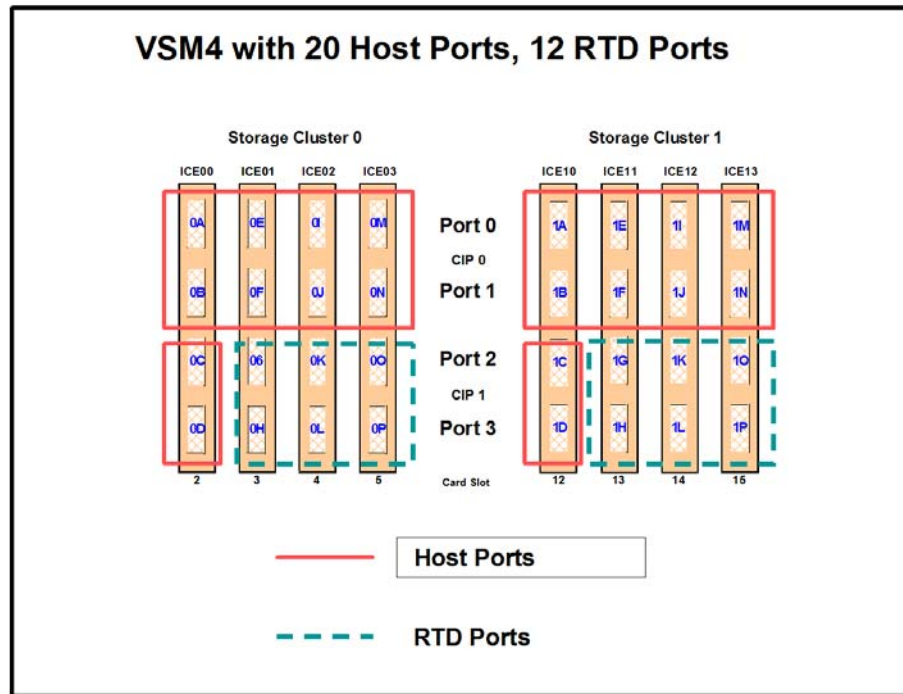 VSM4 with 20 Host Ports, 12 RTD Ports
Storage Cluster 0 Storage Cluster 1
ICE00 ICE01 ICE02 ICE03 ICE10 ICE11 ICE12 ICE13
0A 0E 0I 0M Port 0 1A 1E 1I 1M
CIP 0
0B 0F 0J 0N Port 1 1B 1F 1J 1N
0C 06 0K 0O Port 2 1C 1G 1K 1O
CIP 1
0D 0H 0L 0P Port 3 1D 1H 1L 1P
2 3 4 5 Card Slot 12 13 14 15
Host Ports
RTD Ports